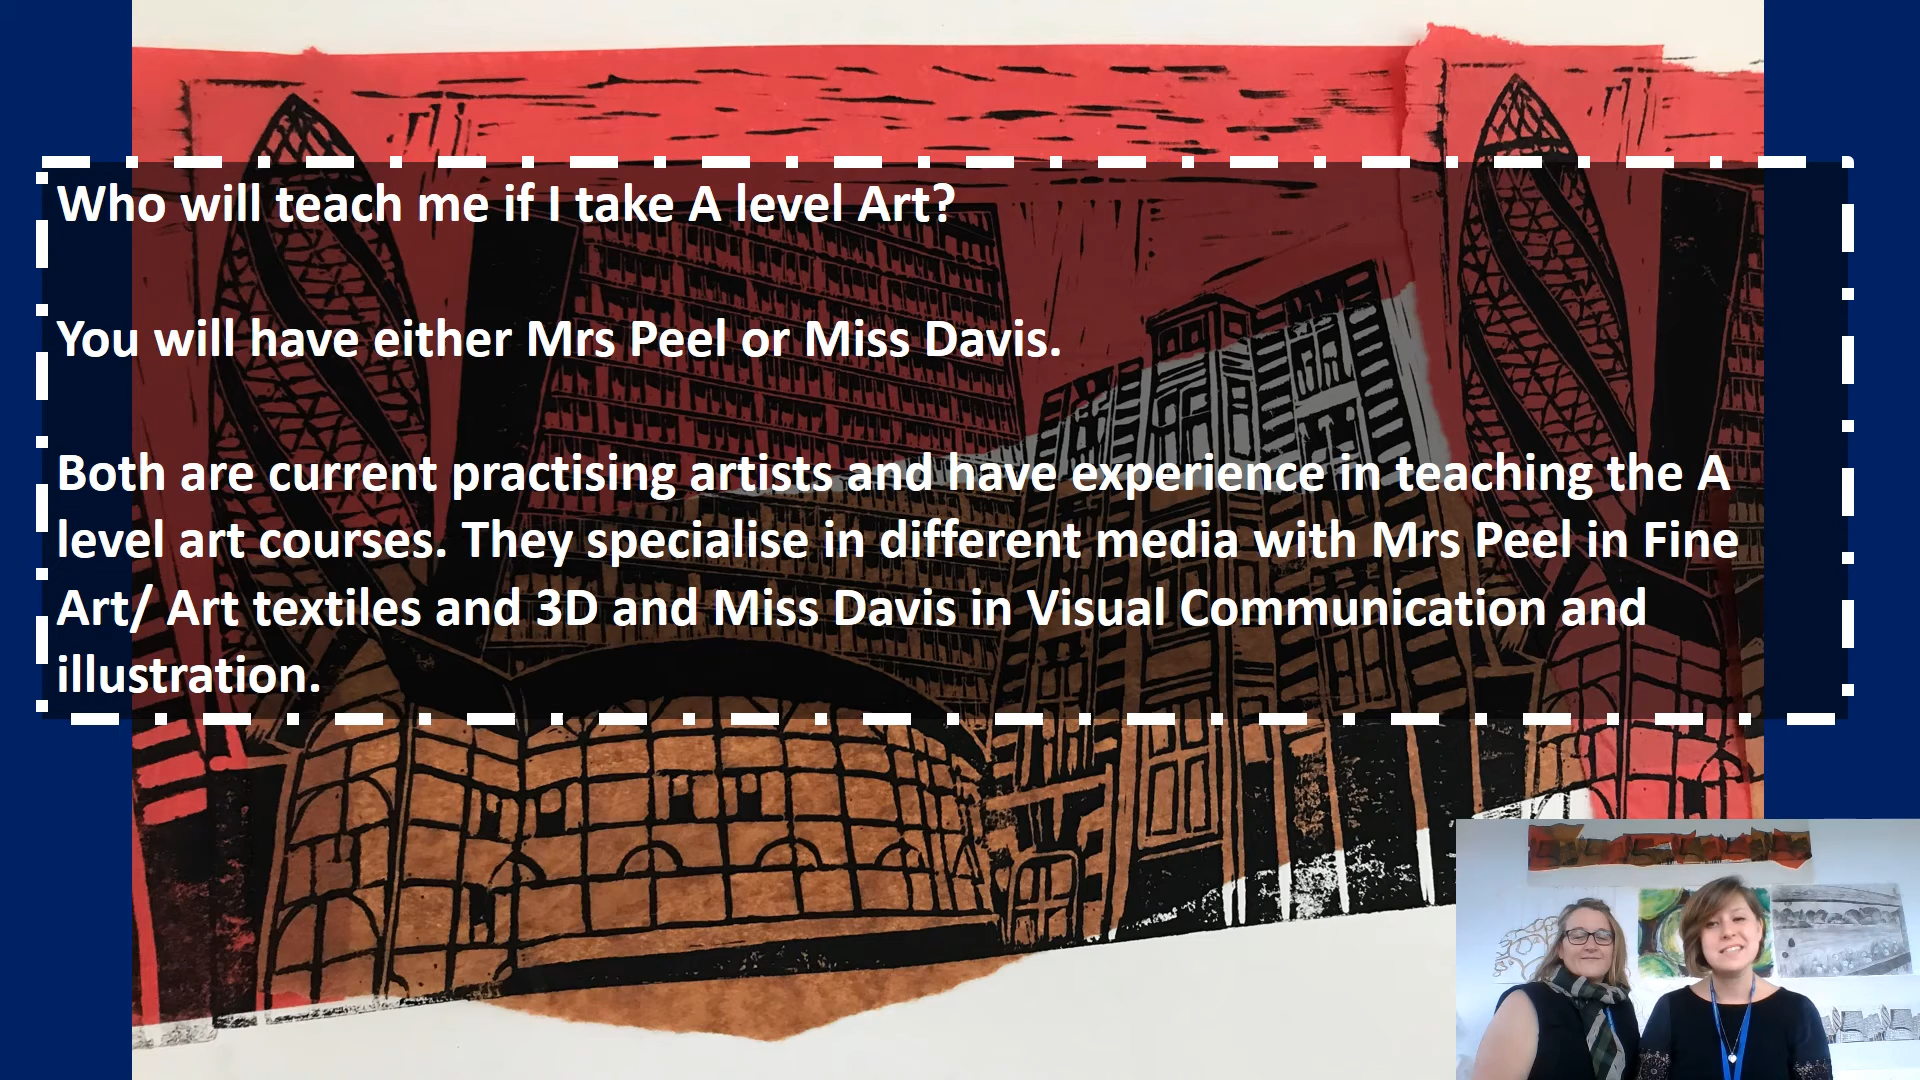 Who will teach me if I take A level Art?
You will have either Mrs Peel or Miss Davis.
Both are current practising artists and have experience in teaching the A
level art courses. They specialise in different media with Mrs Peel in Fine
Art/ Art textiles and 3D and Miss Davis in Visual Communication and
illustration.